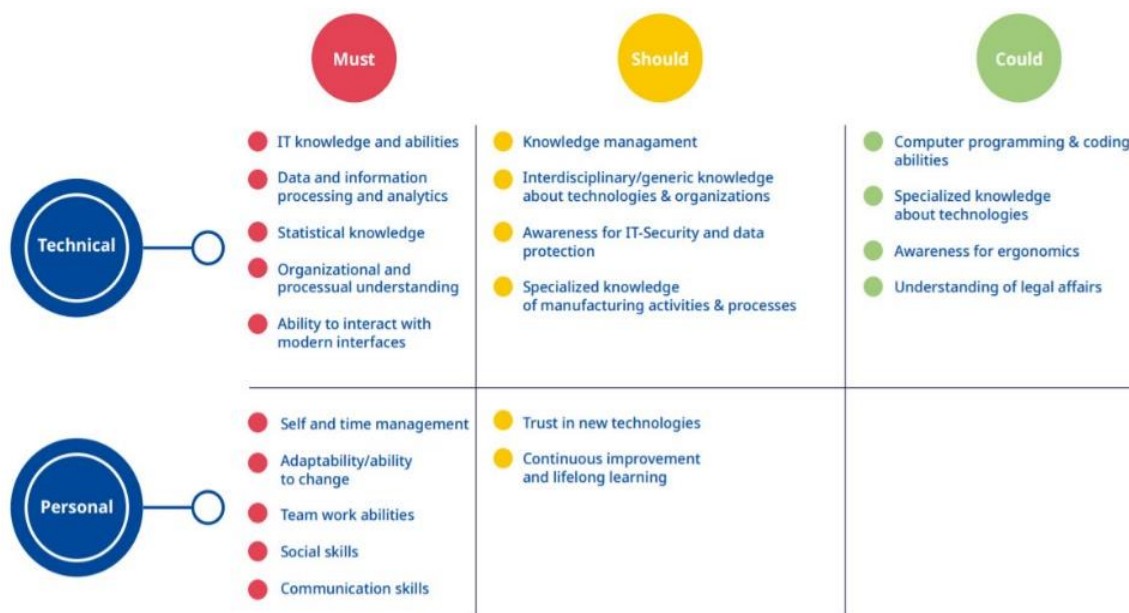 Must
Should
Could
Technical
IT knowledge and abilities
Data and information
processing and analytics
Statistical knowledge
Organizational and
processual understanding
Ability to interact with
modern interfaces
Knowledge managament
Interdisciplinary/generic knowledge
about technologies & organizations
Awareness for IT-Security and data
protection
Specialized knowledge
of manufacturing activities & processes
Computer programming & coding
abilities
Specialized knowledge
about technologies
Awareness for ergonomics
Understanding of legal affairs
Personal
Self and time management
Adaptability/ability
to change
Team work abilities
Social skills
Communication skills
Trust in new technologies
Continuous improvement
and lifelong learning